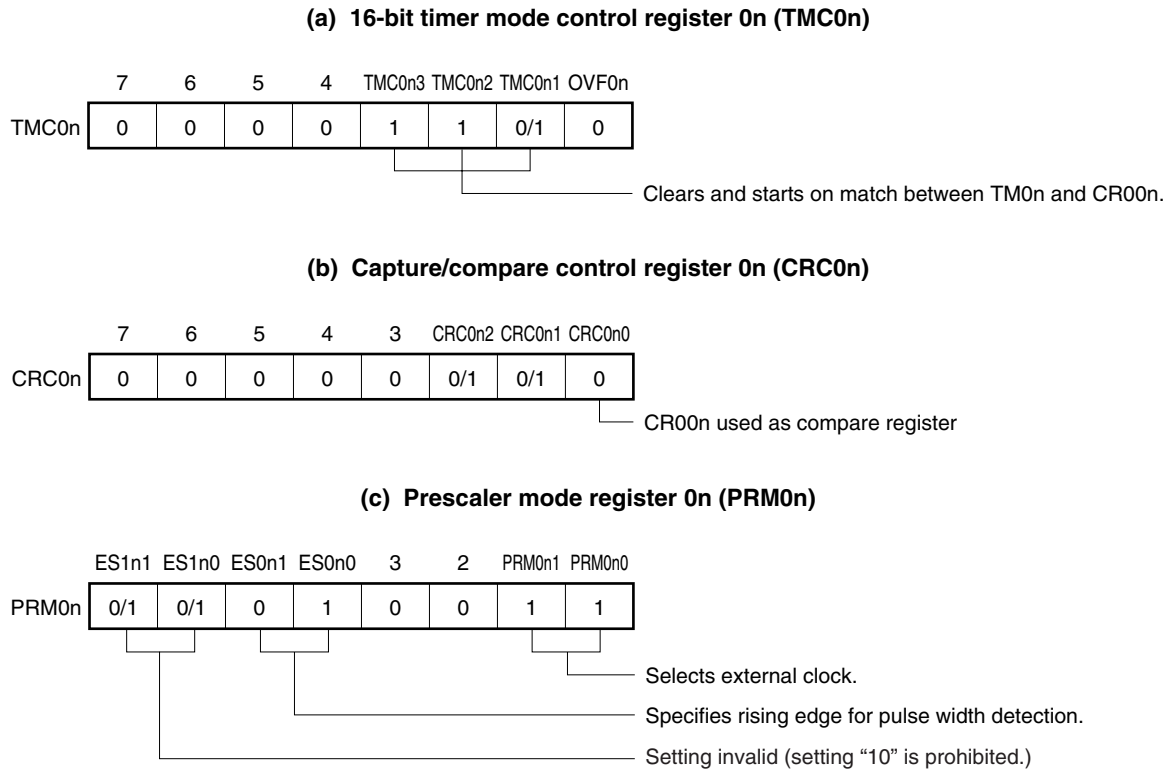 (a) 16-bit timer mode control register 0n (TMC0n)
7 6 5 4 TMC0n3 TMC0n2 TMC0n1 OVF0n
TMC0n 0 0 0 0 1 1 0/1 0
Clears and starts on match between TM0n and CR00n.
(b) Capture/compare control register 0n (CRC0n)
7 6 5 4 3 CRC0n2 CRC0n1 CRC0n0
CRC0n 0 0 0 0 0 0/1 0/1 0
CR00n used as compare register
(c) Prescaler mode register 0n (PRM0n)
ES1n1 ES1n0 ES0n1 ES0n0 3 2 PRM0n1 PRM0n0
PRM0n 0/1 0/1 0 1 0 0 1 1
Selects external clock.
Specifies rising edge for pulse width detection.
Setting invalid (setting “10” is prohibited.)